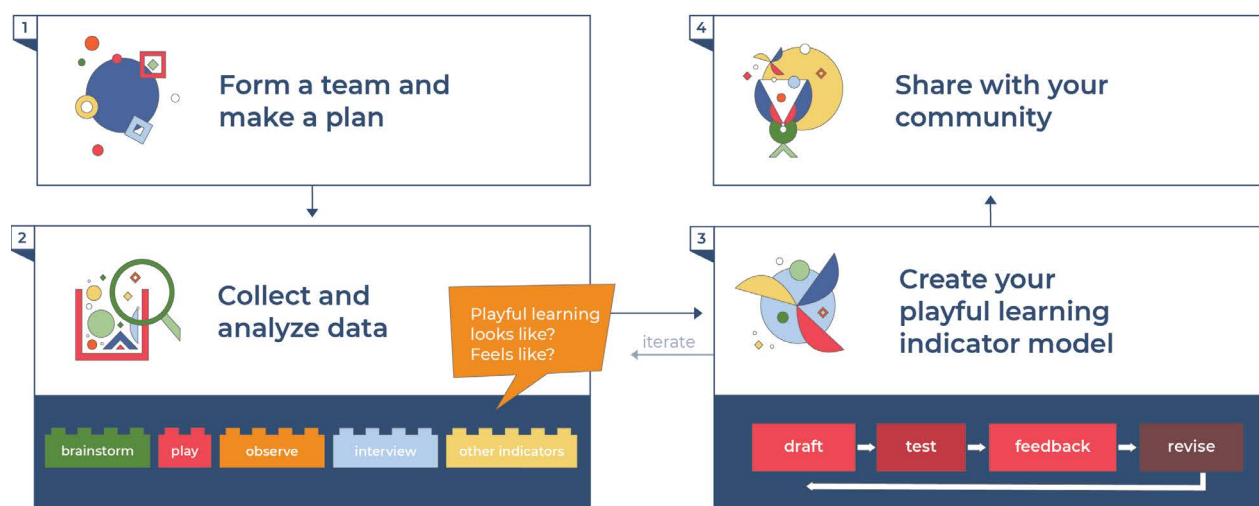 1
Form a team and
make a plan
2
Collect and
analyze data
Playful learning
looks like?
Feels like?
brainstorm
play
observe
interview
other indicators
iterate
3
Create your
playful learning
indicator model
draft
test
feedback
revise
4
Share with your
community